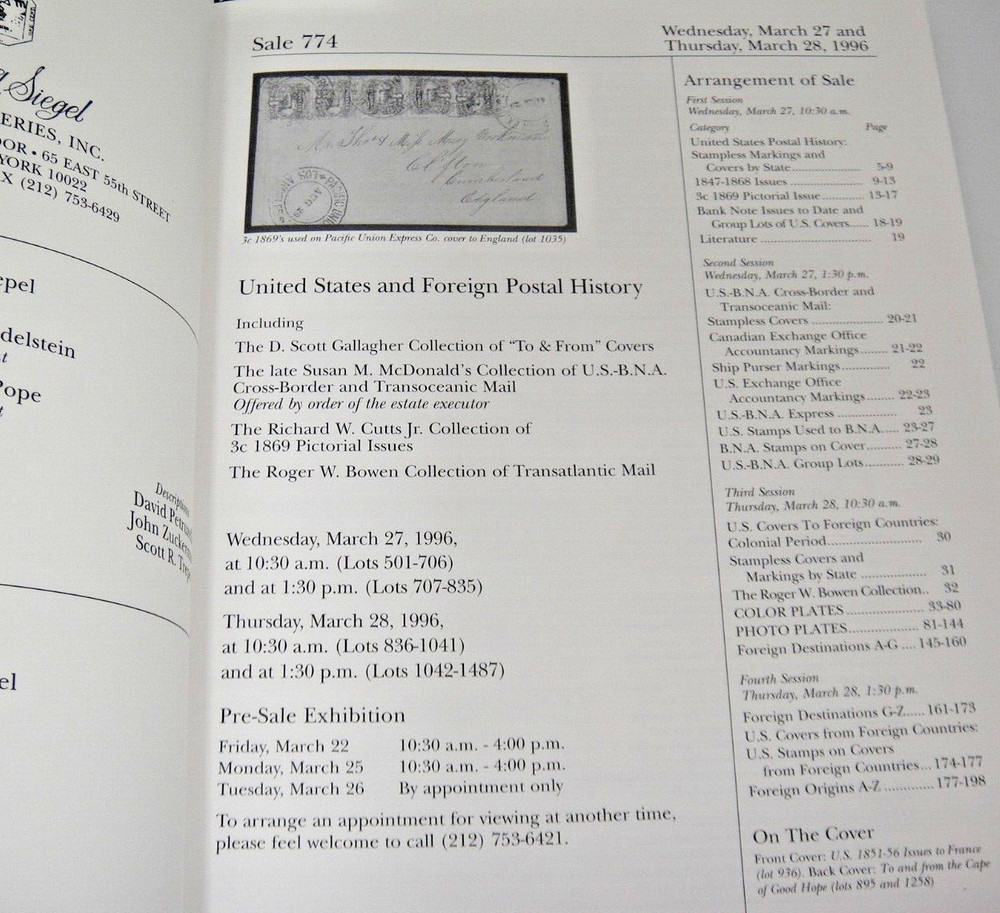 Siegel
ERIES, INC.
OOR • 65 EAST 55th STREET
YORK 10022
X (212) 753-6429
epel
delstein
t
Pope
t
David
John
Scott R.
el
Sale 774
Wednesday, March 27 and
Thursday, March 28, 1996
Clifton
Cumberland
England
LOS
AUG
3c 1869's used on Pacific Union Express Co. cover to England (lot 1035)
United States and Foreign Postal History
Including
The D. Scott Gallagher Collection of "To & From" Covers
The late Susan M. McDonald's Collection of U.S.-B.N.A.
Cross-Border and Transoceanic Mail
Offered by order of the estate executor
The Richard W. Cutts Jr. Collection of
3c 1869 Pictorial Issues
The Roger W. Bowen Collection of Transatlantic Mail
Wednesday, March 27, 1996,
at 10:30 a.m. (Lots 501-706)
and at 1:30 p.m. (Lots 707-835)
Thursday, March 28, 1996,
at 10:30 a.m. (Lots 836-1041)
and at 1:30 p.m. (Lots 1042-1487)
Pre-Sale Exhibition
Friday, March 22 10:30 a.m. - 4:00 p.m.
Monday, March 25 10:30 a.m. - 4:00 p.m.
Tuesday, March 26 By appointment only
To arrange an appointment for viewing at another time,
please feel welcome to call (212) 753-6421.
Arrangement of Sale
First Session
Wednesday, March 27, 10:30 a.m.
Category Page
United States Postal History:
Stampless Markings and
Covers by State 5-9
1847-1868 Issues 9-13
3c 1869 Pictorial Issue 13-17
Bank Note Issues to Date and
Group Lots of U.S. Covers 18-19
Literature 19
Second Session
Wednesday, March 27, 1:30 p.m.
U.S.-B.N.A. Cross-Border and
Transoceanic Mail:
Stampless Covers 20-21
Canadian Exchange Office
Accountancy Markings 21-22
Ship Purser Markings 22
U.S. Exchange Office
Accountancy Markings 22-23
U.S.-B.N.A. Express 23
U.S. Stamps Used to B.N.A. 23-27
B.N.A. Stamps on Cover 27-28
U.S.-B.N.A. Group Lots 28-29
Third Session
Thursday, March 28, 10:30 a.m.
U.S. Covers To Foreign Countries:
Colonial Period 30
Stampless Covers and
Markings by State 31
The Roger W. Bowen Collection 32
COLOR PLATES 33-80
PHOTO PLATES 81-144
Foreign Destinations A-G 145-160
Fourth Session
Thursday, March 28, 1:30 p.m.
Foreign Destinations G-Z 161-173
U.S. Covers from Foreign Countries:
U.S. Stamps on Covers
from Foreign Countries 174-177
Foreign Origins A-Z 177-198
On The Cover
Front Cover: U.S. 1851-56 Issues to France
(lot 936). Back Cover: To and from the Cape
of Good Hope (lots 895 and 1258)